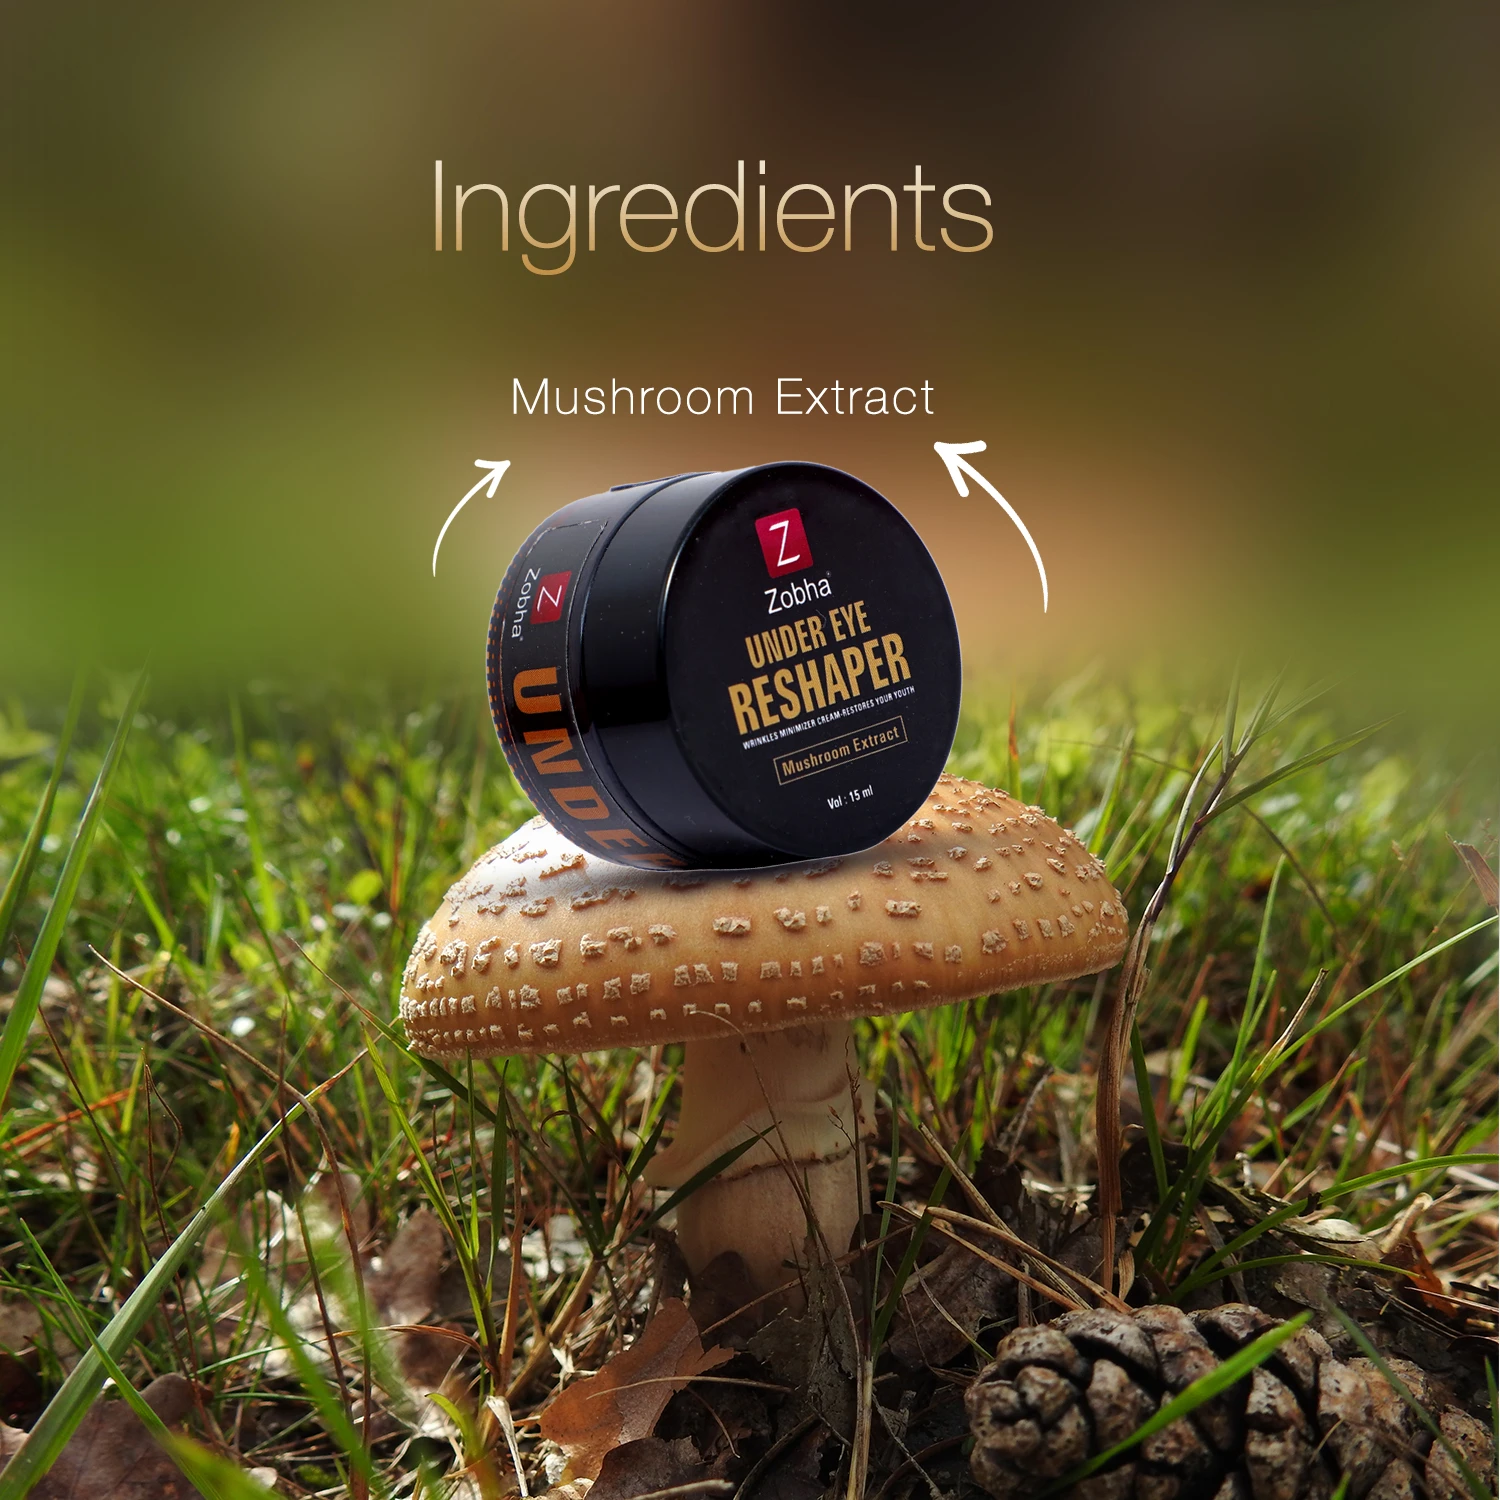 Ingredients
Mushroom Extract
Z
Zobha
UNDER EYE
RESHAPER
WRINKLES MINIMIZER CREAM-RESTORES YOUR YOUTH
Mushroom Extract
Vol : 15 ml
Z
Zobha
UNDER